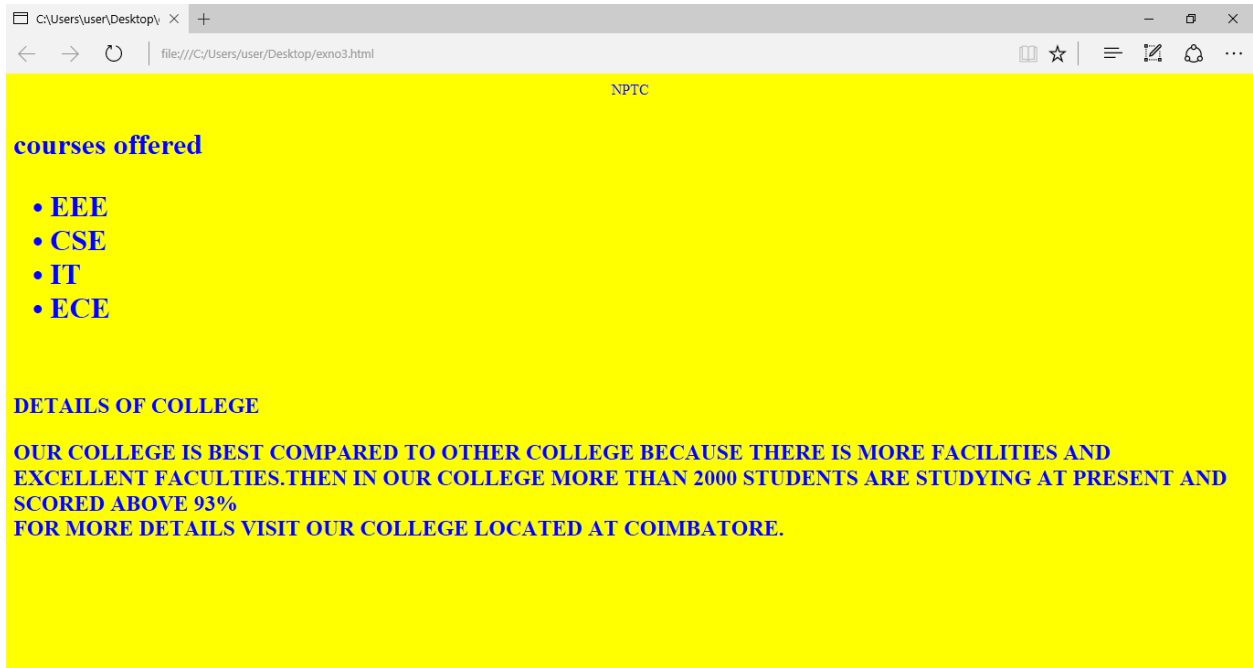 C:\Users\user\Desktop\
file:///C:/Users/user/Desktop/exno3.html
NPTC
courses offered
• EEE
• CSE
• IT
• ECE
DETAILS OF COLLEGE
OUR COLLEGE IS BEST COMPARED TO OTHER COLLEGE BECAUSE THERE IS MORE FACILITIES AND
EXCELLENT FACULTIES.THEN IN OUR COLLEGE MORE THAN 2000 STUDENTS ARE STUDYING AT PRESENT AND
SCORED ABOVE 93%
FOR MORE DETAILS VISIT OUR COLLEGE LOCATED AT COIMBATORE.